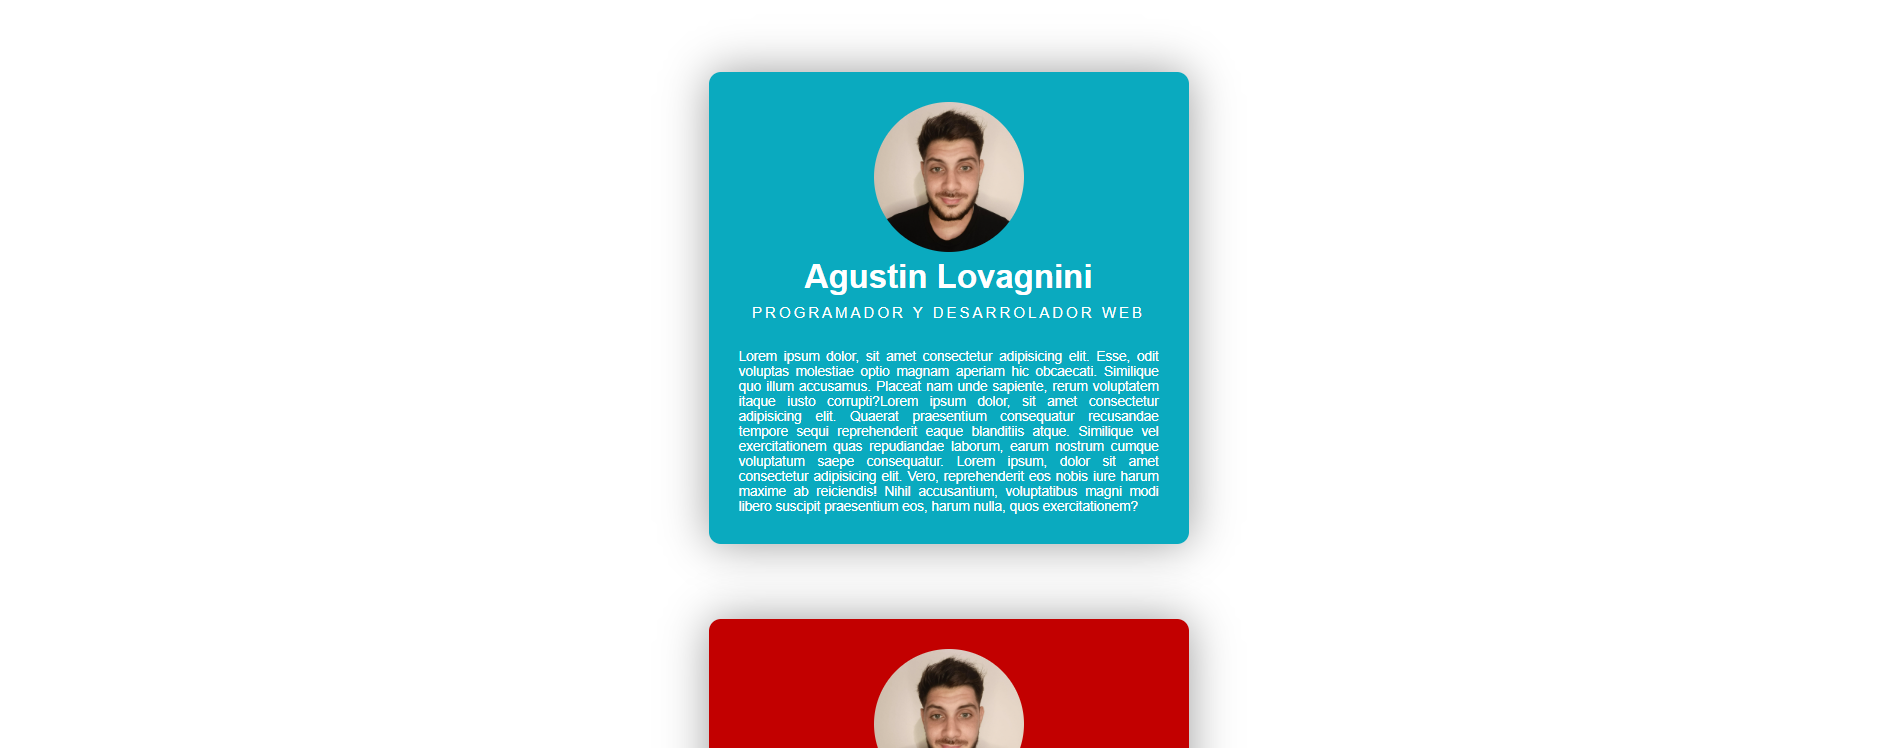 Agustin Lovagnini
PROGRAMADOR Y DESARROLADOR WEB
Lorem ipsum dolor, sit amet consectetur adipisicing elit. Esse, odit
voluptas molestiae optio magnam aperiam hic obcaecati. Similique
quo illum accusamus. Placeat nam unde sapiente, rerum voluptatem
itaque iusto corrupti?Lorem ipsum dolor, sit amet consectetur
adipisicing elit. Quaerat praesentium consequatur recusandae
tempore sequi reprehenderit eaque blanditiis atque. Similique vel
exercitationem quas repudiandae laborum, earum nostrum cumque
voluptatum saepe consequatur. Lorem ipsum, dolor sit amet
consectetur adipisicing elit. Vero, reprehenderit eos nobis iure harum
maxime ab reiciendis! Nihil accusantium, voluptatibus magni modi
libero suscipit praesentium eos, harum nulla, quos exercitationem?